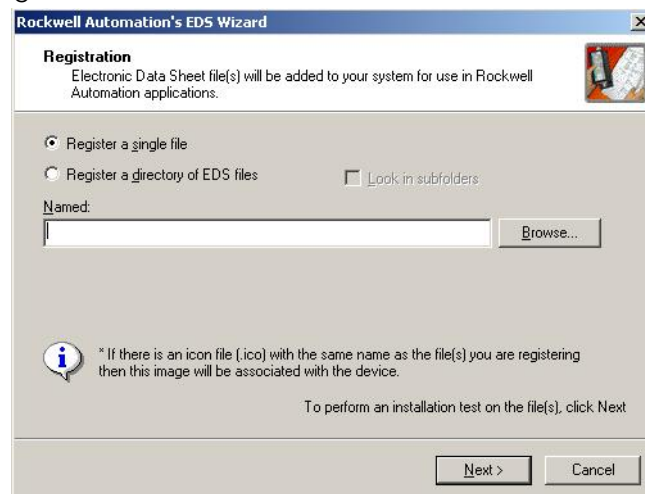 Rockwell Automation's EDS Wizard
Registration
Electronic Data Sheet file(s) will be added to your system for use in Rockwell
Automation applications.
Register a single file
Register a directory of EDS files
Look in subfolders
Named:
Browse...
* If there is an icon file (.ico) with the same name as the file(s) you are registering
then this image will be associated with the device.
To perform an installation test on the file(s), click Next
Next >
Cancel